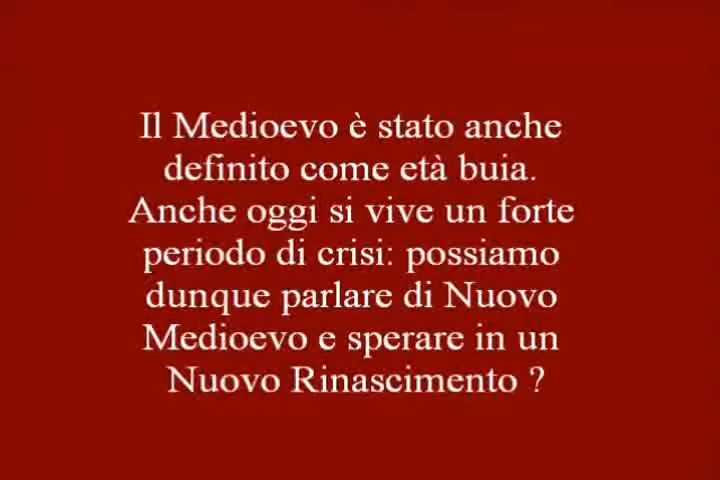 Il Medioevo è stato anche
definito come età buia.
Anche oggi si vive un forte
periodo di crisi: possiamo
dunque parlare di Nuovo
Medioevo e sperare in un
Nuovo Rinascimento ?